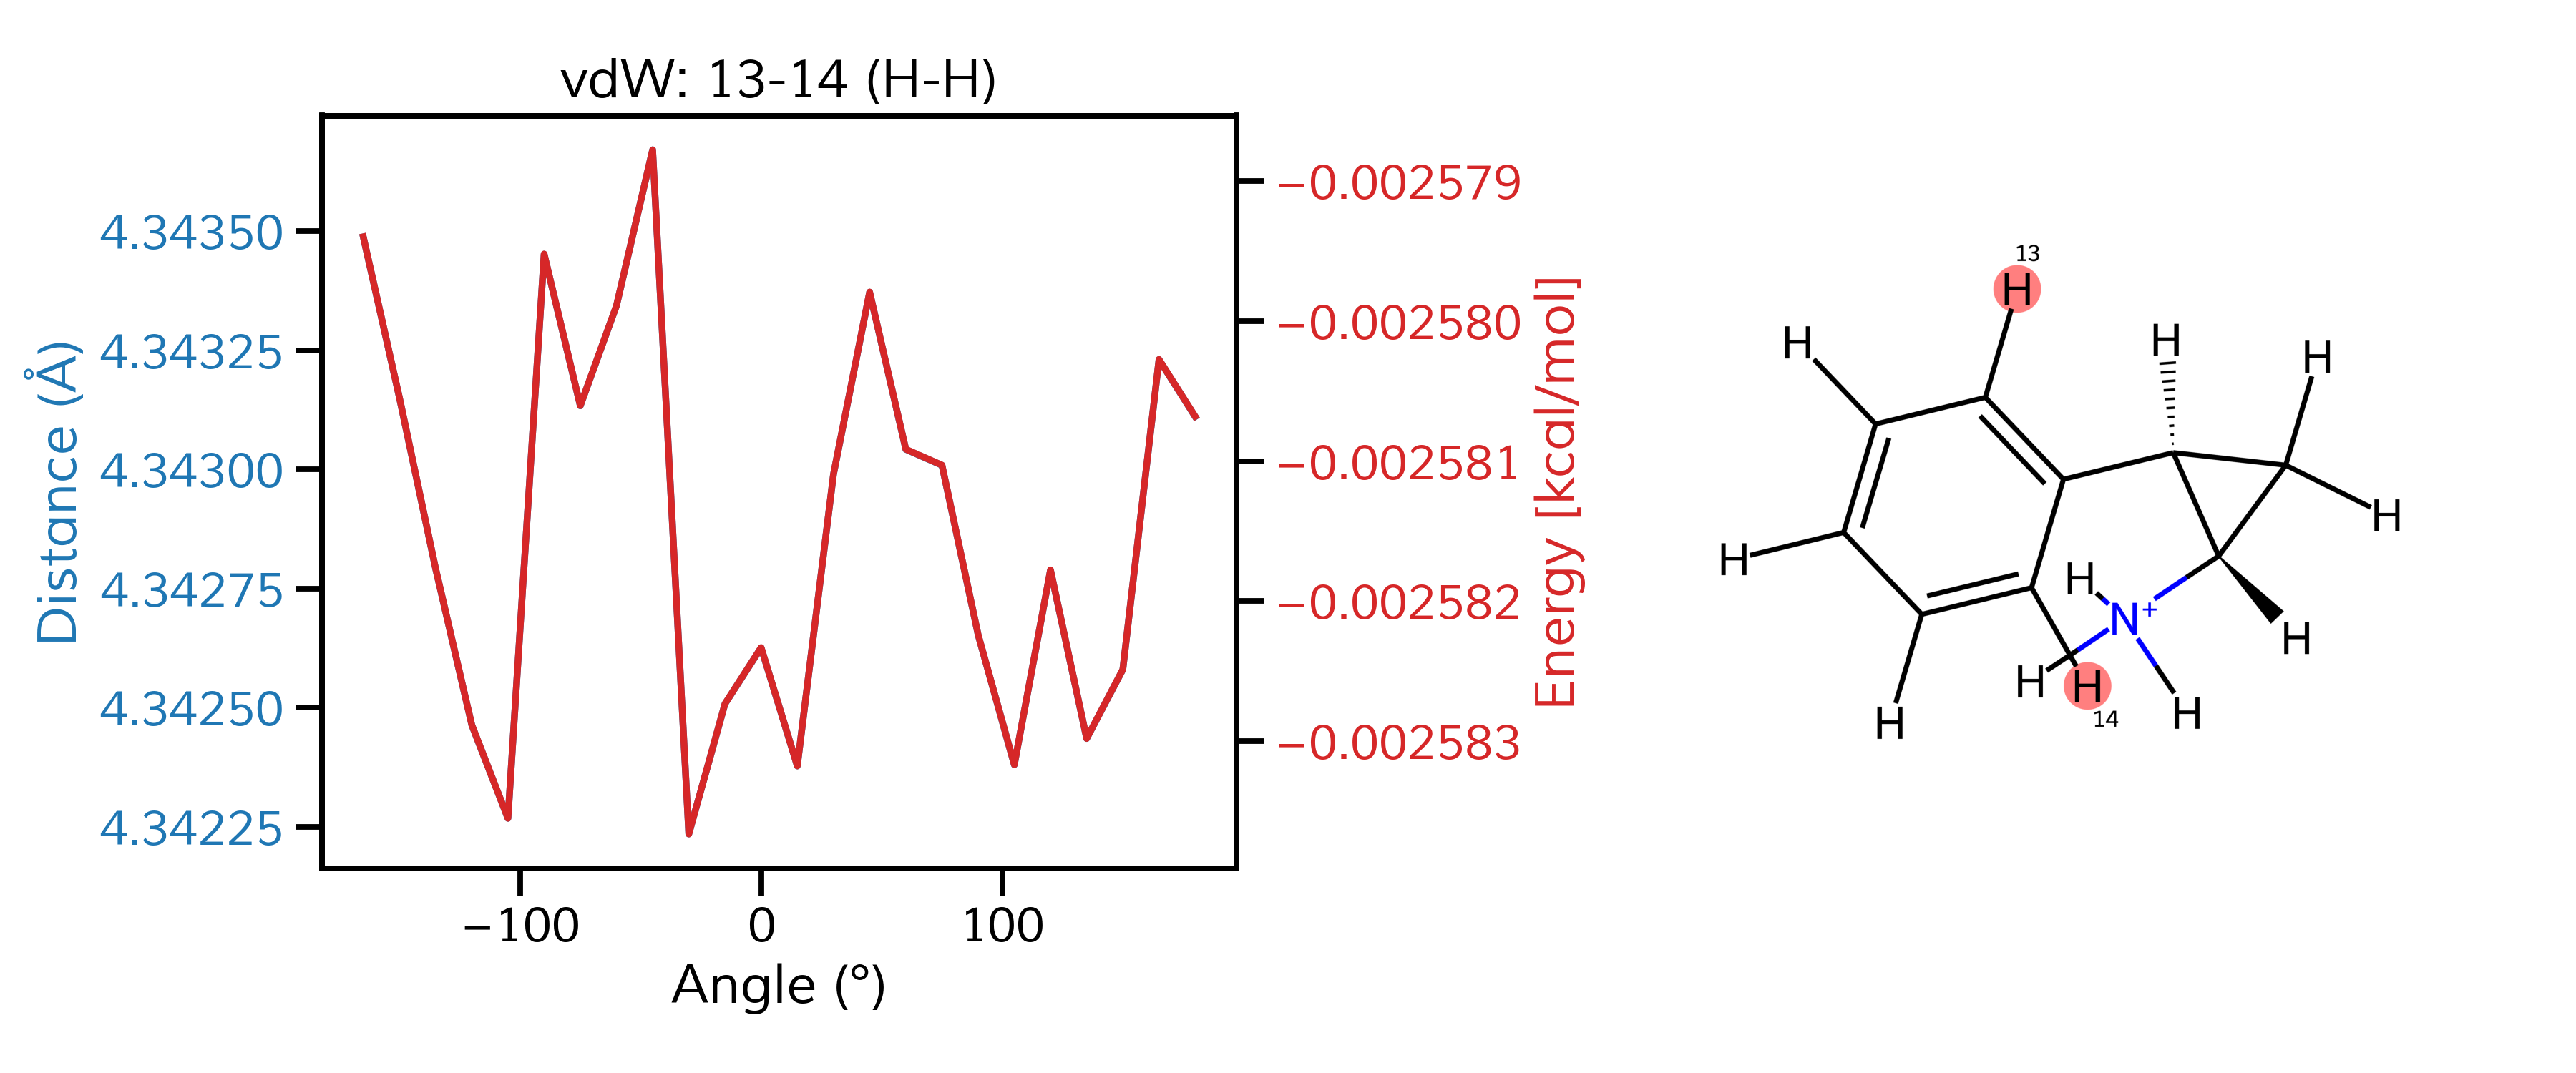 vdW: 13-14 (H-H)
Distance (Å)
4.34350
4.34325
4.34300
4.34275
4.34250
4.34225
−100
0
100
Angle (°)
−0.002579
−0.002580
−0.002581
−0.002582
−0.002583
Energy [kcal/mol]
13
H
H
H
H
H
H
H
N+
H
H
H
H
14
H
H